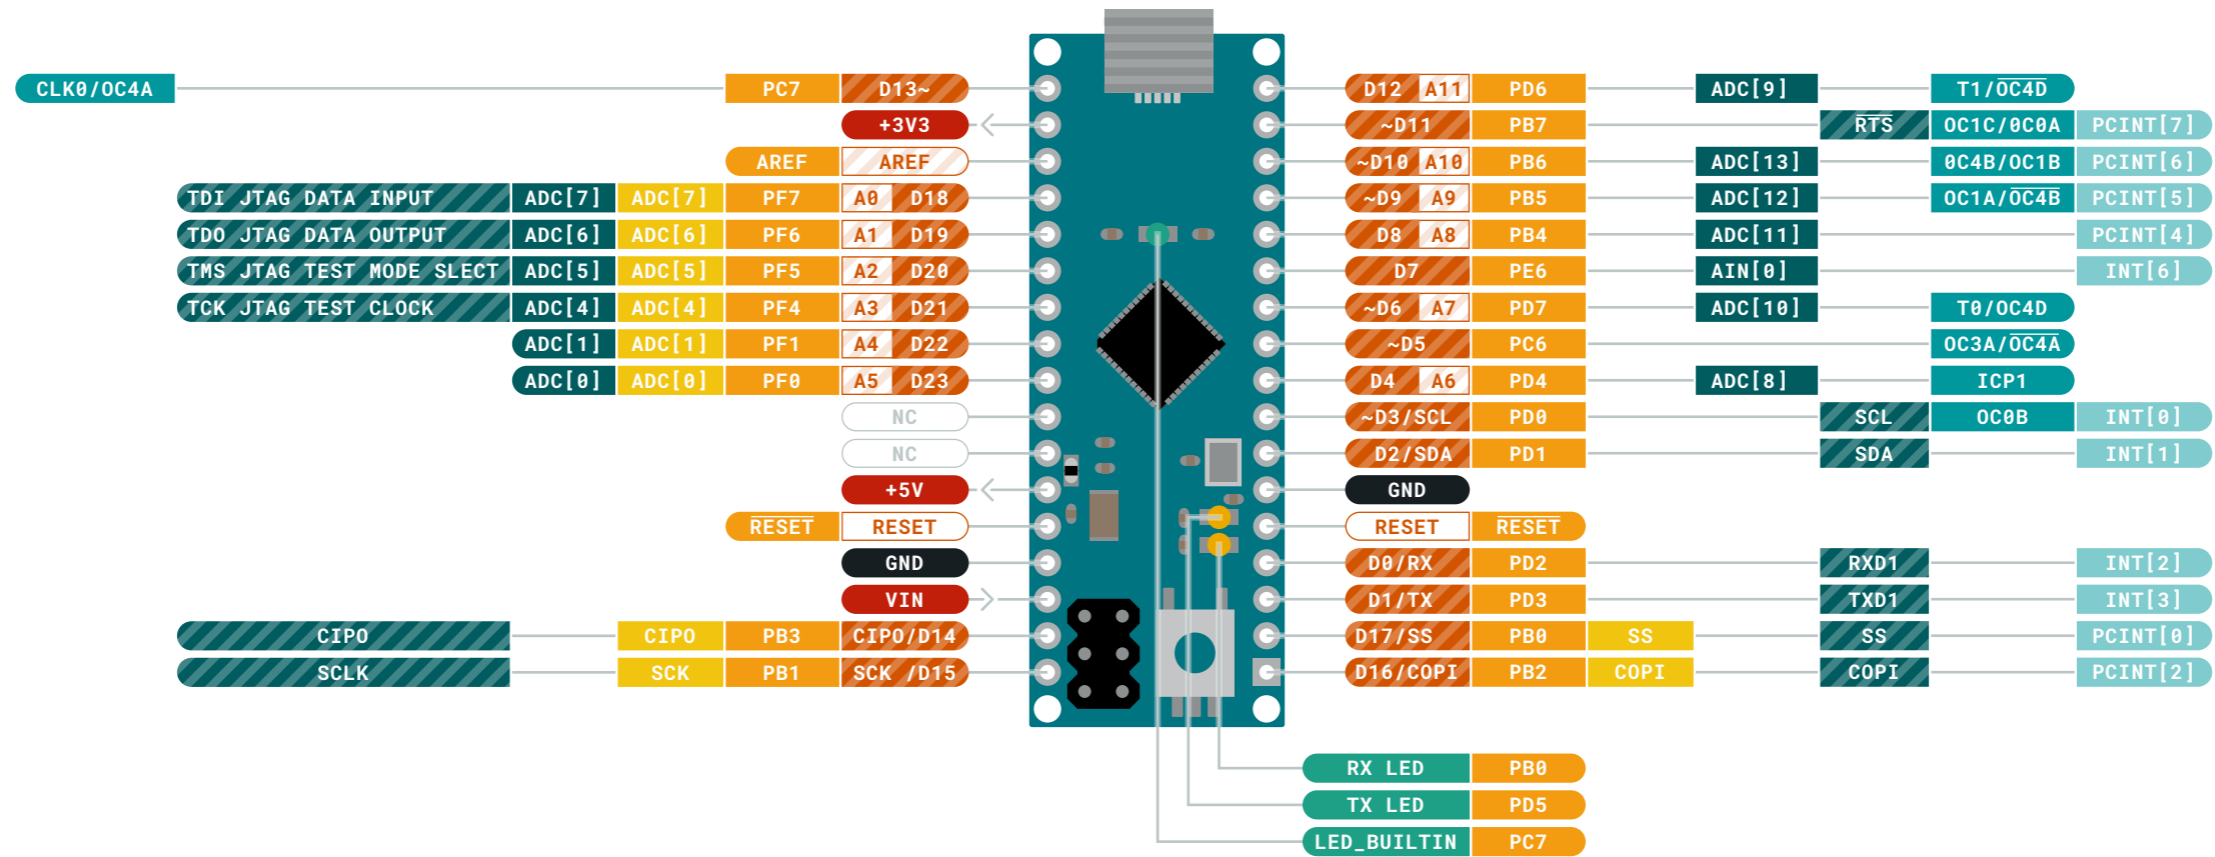 CLK0/OC4A PC7 D13~ D12 A11 PD6 ADC[9] T1/OC4D
+3V3 ~D11 PB7 RTS OC1C/0C0A PCINT[7]
AREF AREF ~D10 A10 PB6 ADC[13] 0C4B/OC1B PCINT[6]
TDI JTAG DATA INPUT ADC[7] ADC[7] PF7 A0 D18 ~D9 A9 PB5 ADC[12] OC1A/OC4B PCINT[5]
TDO JTAG DATA OUTPUT ADC[6] ADC[6] PF6 A1 D19 D8 A8 PB4 ADC[11] PCINT[4]
TMS JTAG TEST MODE SLECT ADC[5] ADC[5] PF5 A2 D20 D7 PE6 AIN[0] INT[6]
TCK JTAG TEST CLOCK ADC[4] ADC[4] PF4 A3 D21 ~D6 A7 PD7 ADC[10] T0/OC4D
ADC[1] ADC[1] PF1 A4 D22 ~D5 PC6 OC3A/OC4A
ADC[0] ADC[0] PF0 A5 D23 D4 A6 PD4 ADC[8] ICP1
NC ~D3/SCL PD0 SCL OC0B INT[0]
NC D2/SDA PD1 SDA INT[1]
+5V GND
RESET RESET RESET RESET
GND D0/RX PD2 RXD1 INT[2]
VIN D1/TX PD3 TXD1 INT[3]
CIPO CIPO PB3 CIPO/D14 D17/SS PB0 SS SS PCINT[0]
SCLK SCK PB1 SCK /D15 D16/COPI PB2 COPI COPI PCINT[2]
RX LED PB0
TX LED PD5
LED_BUILTIN PC7